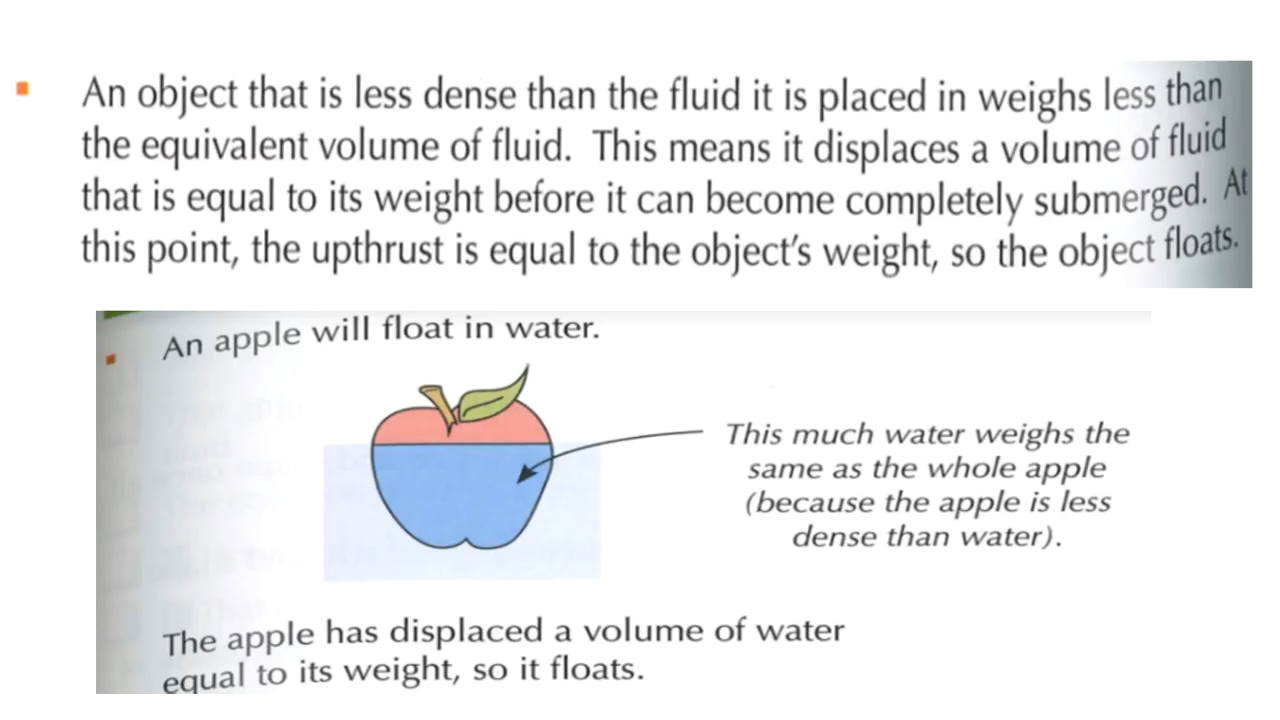 An object that is less dense than the fluid it is placed in weighs less than
the equivalent volume of fluid. This means it displaces a volume of fluid
that is equal to its weight before it can become completely submerged. At
this point, the upthrust is equal to the object's weight, so the object floats.
An apple will float in water.
This much water weighs the
same as the whole apple
(because the apple is less
dense than water).
The apple has displaced a volume of water
equal to its weight, so it floats.